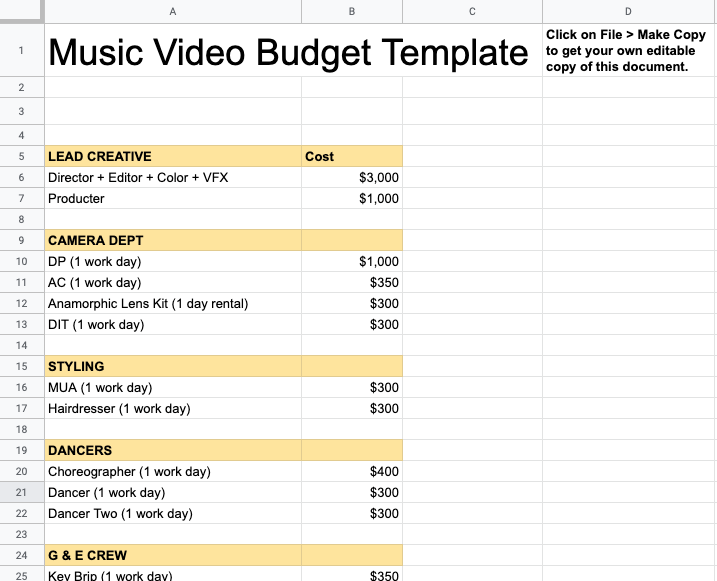 A B C D
1 Music Video Budget Template Click on File > Make Copy
to get your own editable
copy of this document.
2
3
4
5 LEAD CREATIVE Cost
6 Director + Editor + Color + VFX $3,000
7 Producter $1,000
8
9 CAMERA DEPT
10 DP (1 work day) $1,000
11 AC (1 work day) $350
12 Anamorphic Lens Kit (1 day rental) $300
13 DIT (1 work day) $300
14
15 STYLING
16 MUA (1 work day) $300
17 Hairdresser (1 work day) $300
18
19 DANCERS
20 Choreographer (1 work day) $400
21 Dancer (1 work day) $300
22 Dancer Two (1 work day) $300
23
24 G & E CREW
25 Key Brip (1 work day) $350